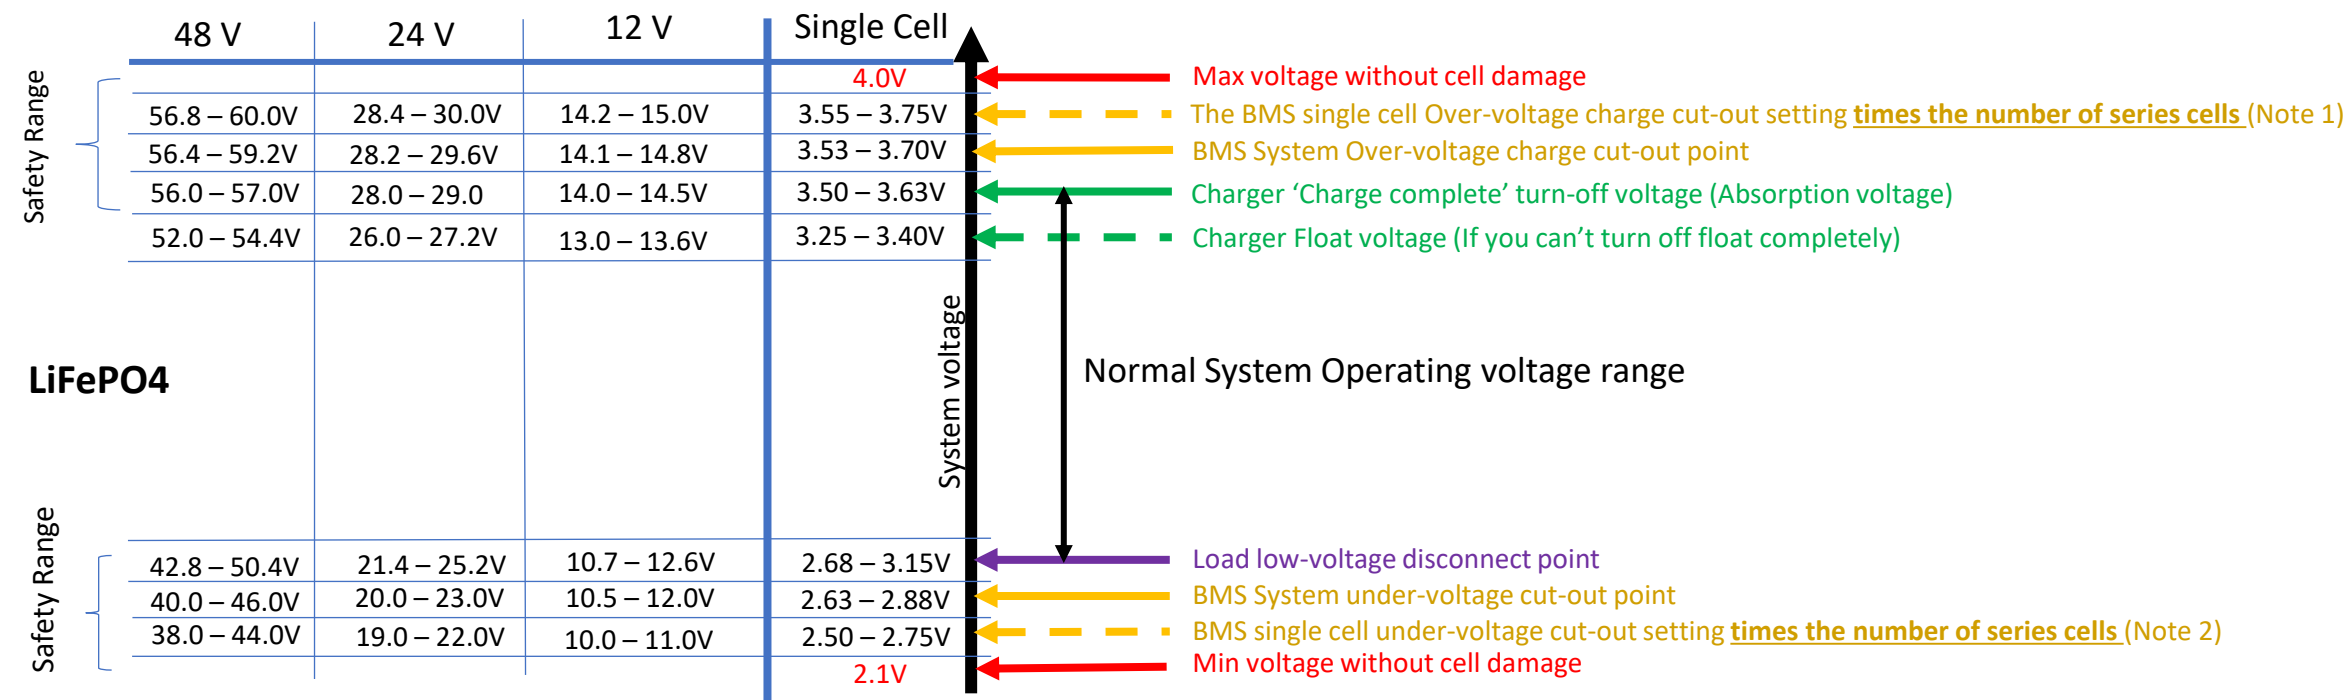 48 V 24 V 12 V Single Cell
4.0V Max voltage without cell damage
56.8 – 60.0V 28.4 – 30.0V 14.2 – 15.0V 3.55 – 3.75V The BMS single cell Over-voltage charge cut-out setting times the number of series cells (Note 1)
56.4 – 59.2V 28.2 – 29.6V 14.1 – 14.8V 3.53 – 3.70V BMS System Over-voltage charge cut-out point
56.0 – 57.0V 28.0 – 29.0 14.0 – 14.5V 3.50 – 3.63V Charger ‘Charge complete’ turn-off voltage (Absorption voltage)
52.0 – 54.4V 26.0 – 27.2V 13.0 – 13.6V 3.25 – 3.40V Charger Float voltage (If you can’t turn off float completely)
Safety Range
System voltage
LiFePO4
Normal System Operating voltage range
42.8 – 50.4V 21.4 – 25.2V 10.7 – 12.6V 2.68 – 3.15V Load low-voltage disconnect point
40.0 – 46.0V 20.0 – 23.0V 10.5 – 12.0V 2.63 – 2.88V BMS System under-voltage cut-out point
38.0 – 44.0V 19.0 – 22.0V 10.0 – 11.0V 2.50 – 2.75V BMS single cell under-voltage cut-out setting times the number of series cells (Note 2)
2.1V Min voltage without cell damage
Safety Range